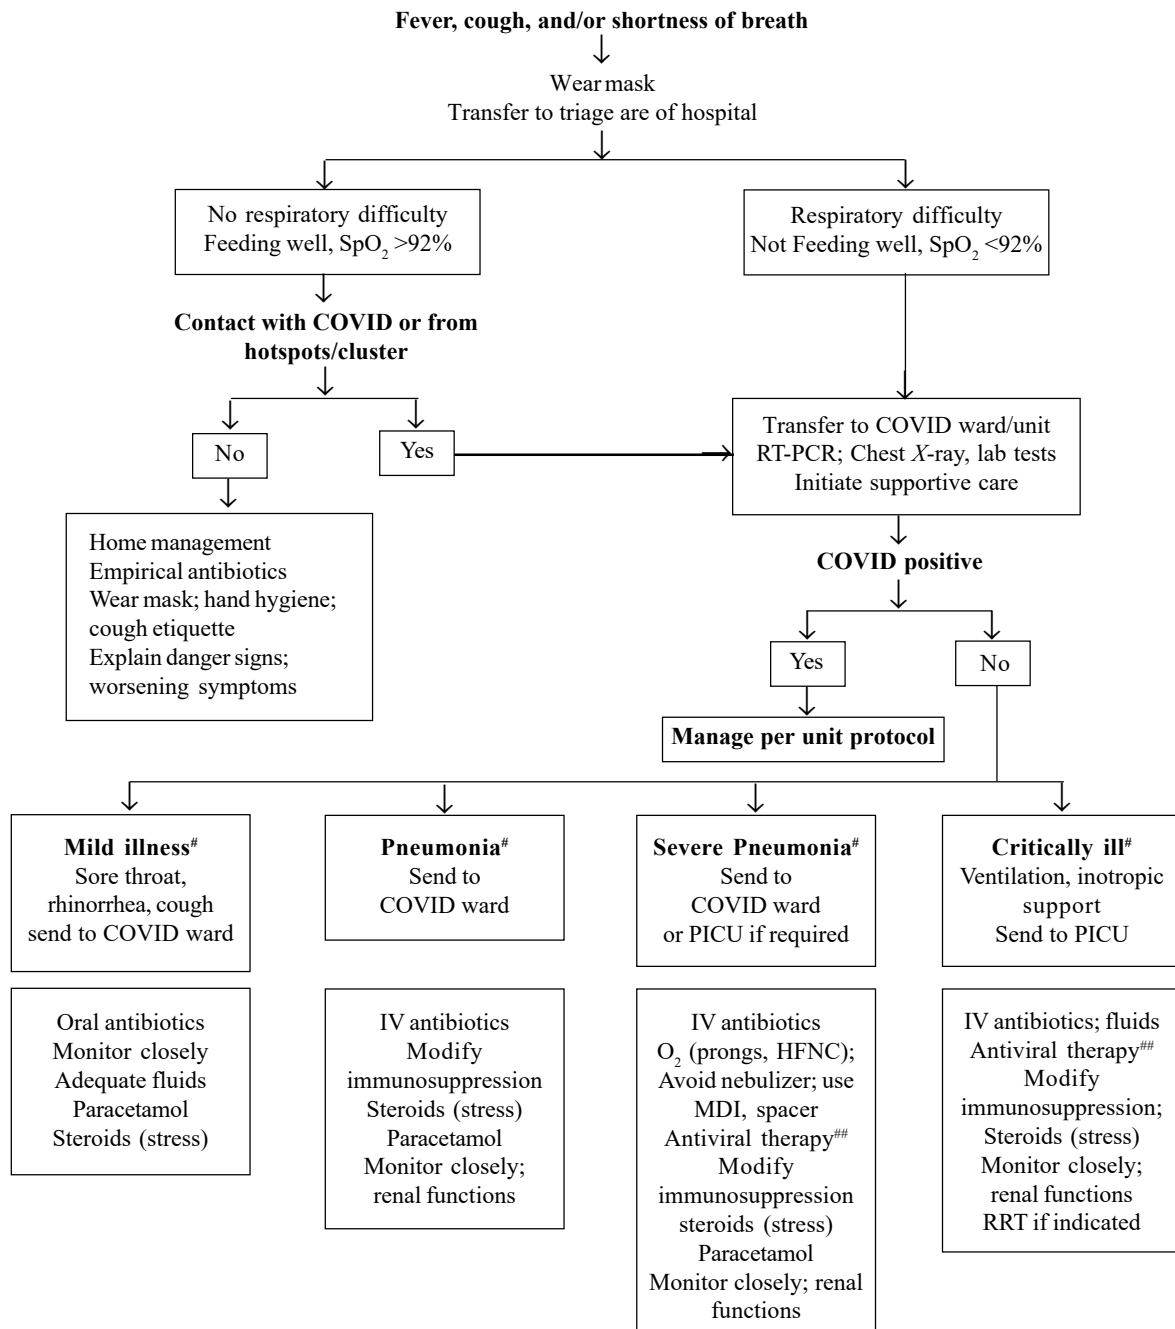 Fever, cough, and/or shortness of breath
Wear mask
Transfer to triage are of hospital
No respiratory difficulty
Feeding well, SpO2 >92%
Respiratory difficulty
Not Feeding well, SpO2 <92%
Contact with COVID or from
hotspots/cluster
No
Yes
Transfer to COVID ward/unit
RT-PCR; Chest X-ray, lab tests
Initiate supportive care
Home management
Empirical antibiotics
Wear mask; hand hygiene;
cough etiquette
Explain danger signs;
worsening symptoms
COVID positive
Yes
No
Manage per unit protocol
Mild illness#
Sore throat,
rhinorrhea, cough
send to COVID ward
Pneumonia#
Send to
COVID ward
Severe Pneumonia#
Send to
COVID ward
or PICU if required
Critically ill#
Ventilation, inotropic
support
Send to PICU
Oral antibiotics
Monitor closely
Adequate fluids
Paracetamol
Steroids (stress)
IV antibiotics
Modify
immunosuppression
Steroids (stress)
Paracetamol
Monitor closely;
renal functions
IV antibiotics
O2 (prongs, HFNC);
Avoid nebulizer; use
MDI, spacer
Antiviral therapy##
Modify
immunosuppression
steroids (stress)
Paracetamol
Monitor closely; renal
functions
IV antibiotics; fluids
Antiviral therapy##
Modify
immunosuppression;
Steroids (stress)
Monitor closely;
renal functions
RRT if indicated